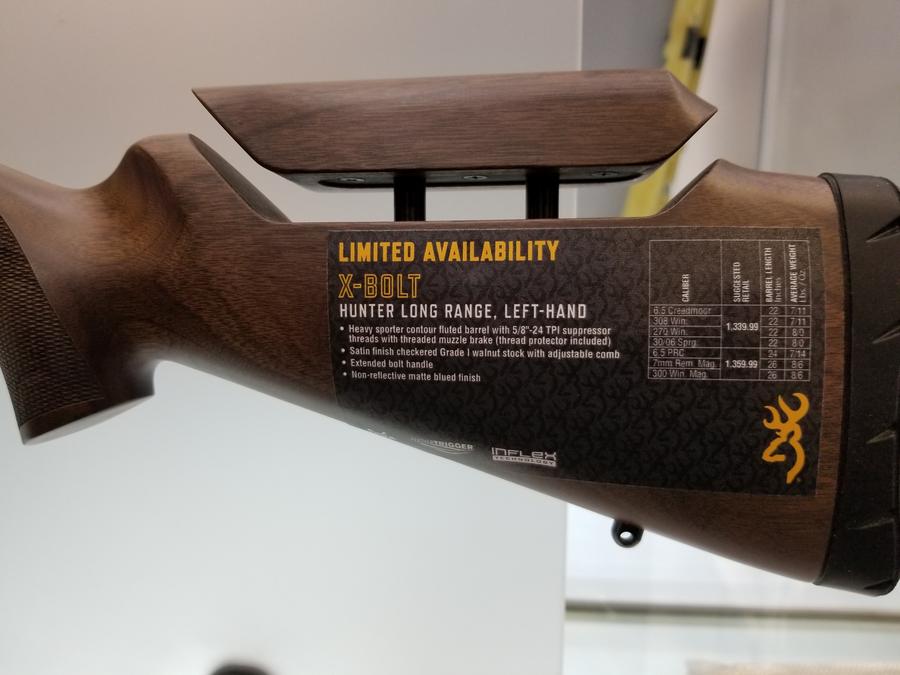 LIMITED AVAILABILITY
X-BOLT
HUNTER LONG RANGE, LEFT-HAND
• Heavy sporter contour fluted barrel with 5/8"-24 TPI suppressor
threads with threaded muzzle brake (thread protector included)
• Satin finish checkered Grade I walnut stock with adjustable comb
• Extended bolt handle
• Non-reflective matte blued finish
CALIBER SUGGESTED RETAIL BARREL LENGTH Inches AVERAGE WEIGHT Lbs. / Oz.
6.5 Creedmoor 22 7/11
308 Win. 22 7/11
1,339.99
270 Win. 22 8/0
30-06 Sprg. 22 8/0
6.5 PRC 24 7/14
7mm Rem. Mag. 1,359.99 26 8/6
300 Win. Mag. 26 8/6
TRIGGER
INFLEX
TECHNOLOGY